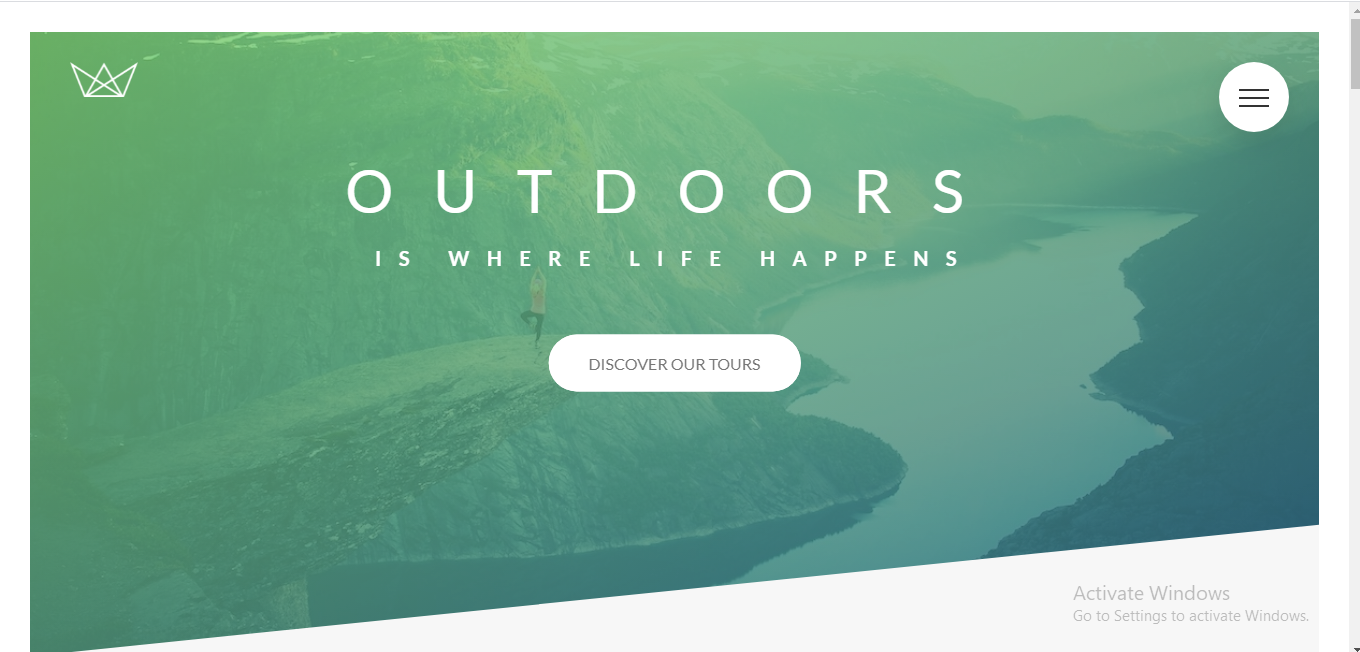 OUTDOORS
IS WHERE LIFE HAPPENS
DISCOVER OUR TOURS
Activate Windows
Go to Settings to activate Windows.